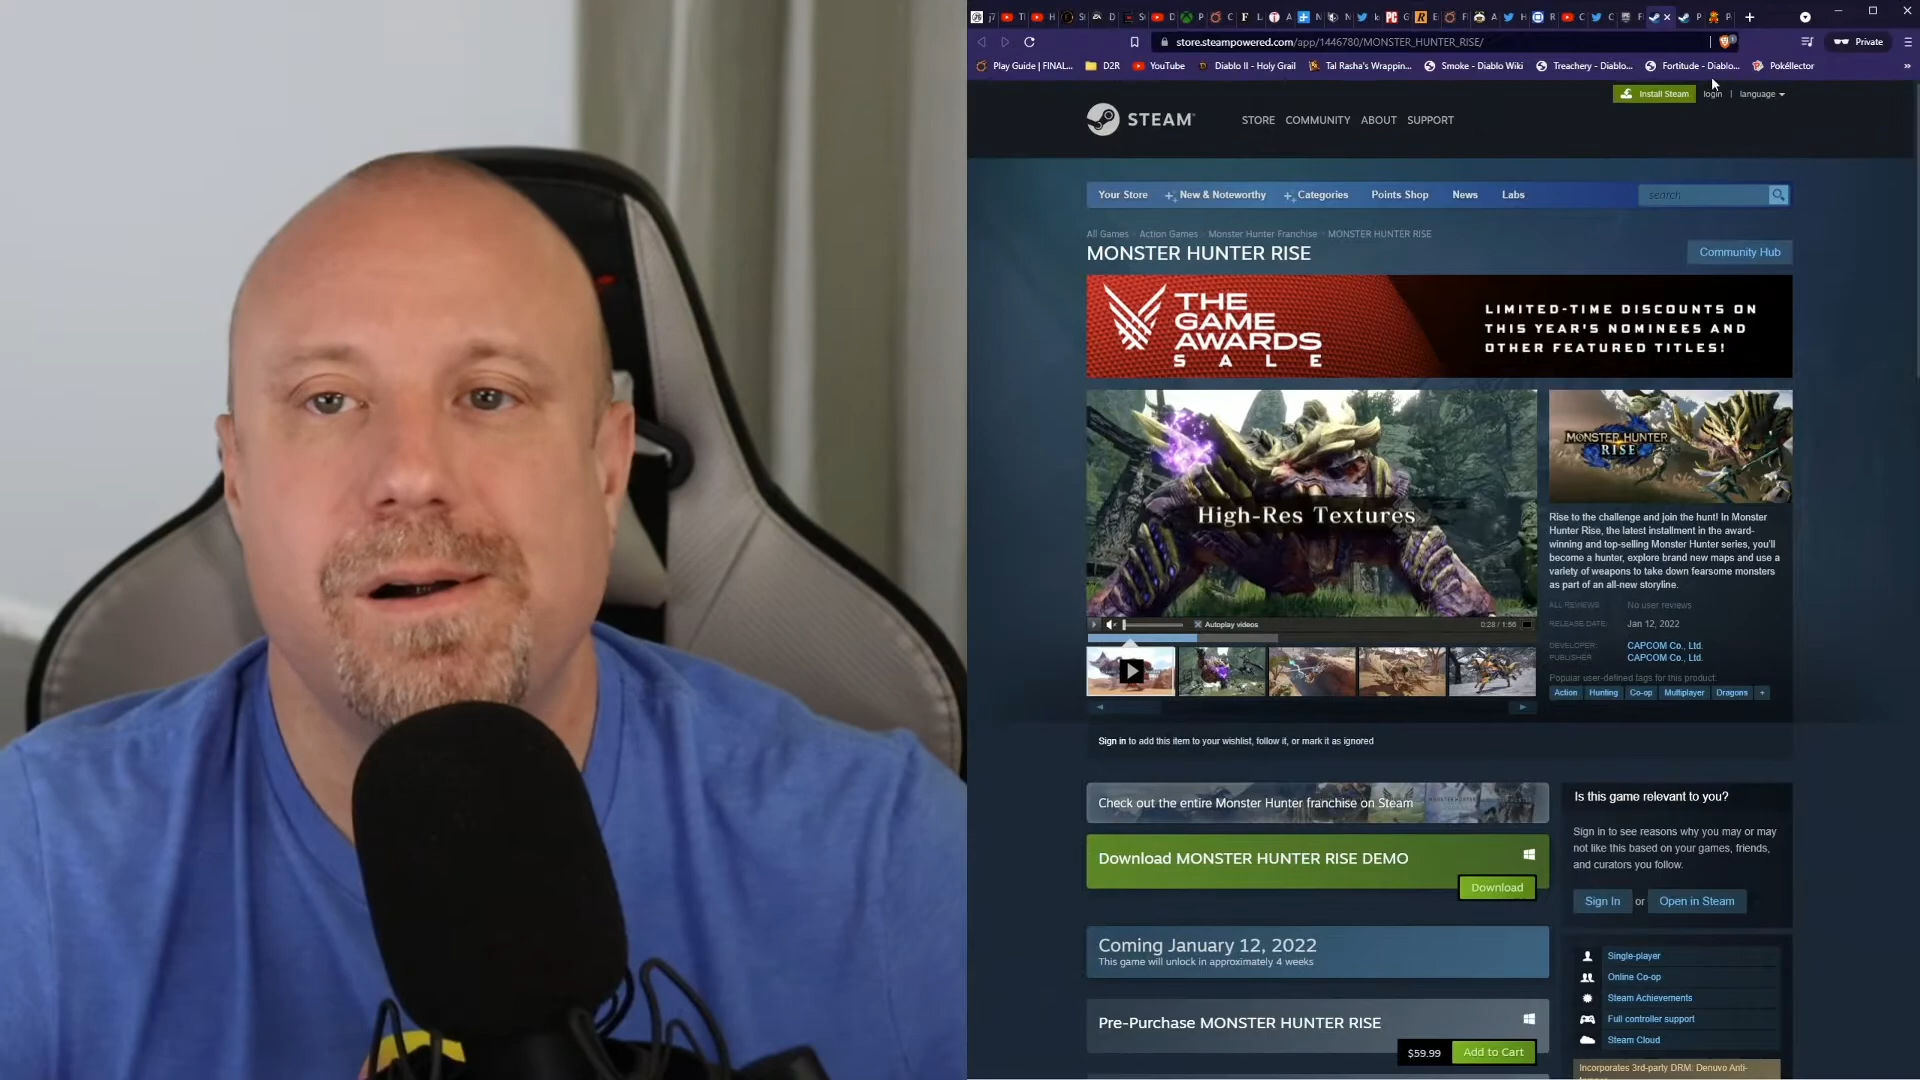 store.steampowered.com/app/1446780/MONSTER_HUNTER_RISE/
Private
Play Guide | FINAL...
D2R
YouTube
Diablo II - Holy Grail
Tal Rasha's Wrappin...
Smoke - Diablo Wiki
Treachery - Diablo...
Fortitude - Diablo...
Pokéllector
Install Steam
login | language
STEAM
STORE COMMUNITY ABOUT SUPPORT
Your Store
New & Noteworthy
Categories
Points Shop
News
Labs
search
All Games
Action Games
Monster Hunter Franchise
MONSTER HUNTER RISE
MONSTER HUNTER RISE
Community Hub
THE
GAME
AWARDS
SALE
LIMITED-TIME DISCOUNTS ON
THIS YEAR'S NOMINEES AND
OTHER FEATURED TITLES!
High-Res Textures
MONSTER HUNTER
RISE
Rise to the challenge and join the hunt! In Monster
Hunter Rise, the latest installment in the award-
winning and top-selling Monster Hunter series, you'll
become a hunter, explore brand new maps and use a
variety of weapons to take down fearsome monsters
as part of an all-new storyline.
ALL REVIEWS: No user reviews
RELEASE DATE: Jan 12, 2022
DEVELOPER: CAPCOM Co., Ltd.
PUBLISHER: CAPCOM Co., Ltd.
Popular user-defined tags for this product:
Action Hunting Co-op Multiplayer Dragons +
Autoplay videos
0:28 / 1:56
Sign in to add this item to your wishlist, follow it, or mark it as ignored
Check out the entire Monster Hunter franchise on Steam
Download MONSTER HUNTER RISE DEMO
Download
Coming January 12, 2022
This game will unlock in approximately 4 weeks
Pre-Purchase MONSTER HUNTER RISE
$59.99
Add to Cart
Is this game relevant to you?
Sign in to see reasons why you may or may
not like this based on your games, friends,
and curators you follow.
Sign In or Open in Steam
Single-player
Online Co-op
Steam Achievements
Full controller support
Steam Cloud
Incorporates 3rd-party DRM: Denuvo Anti-